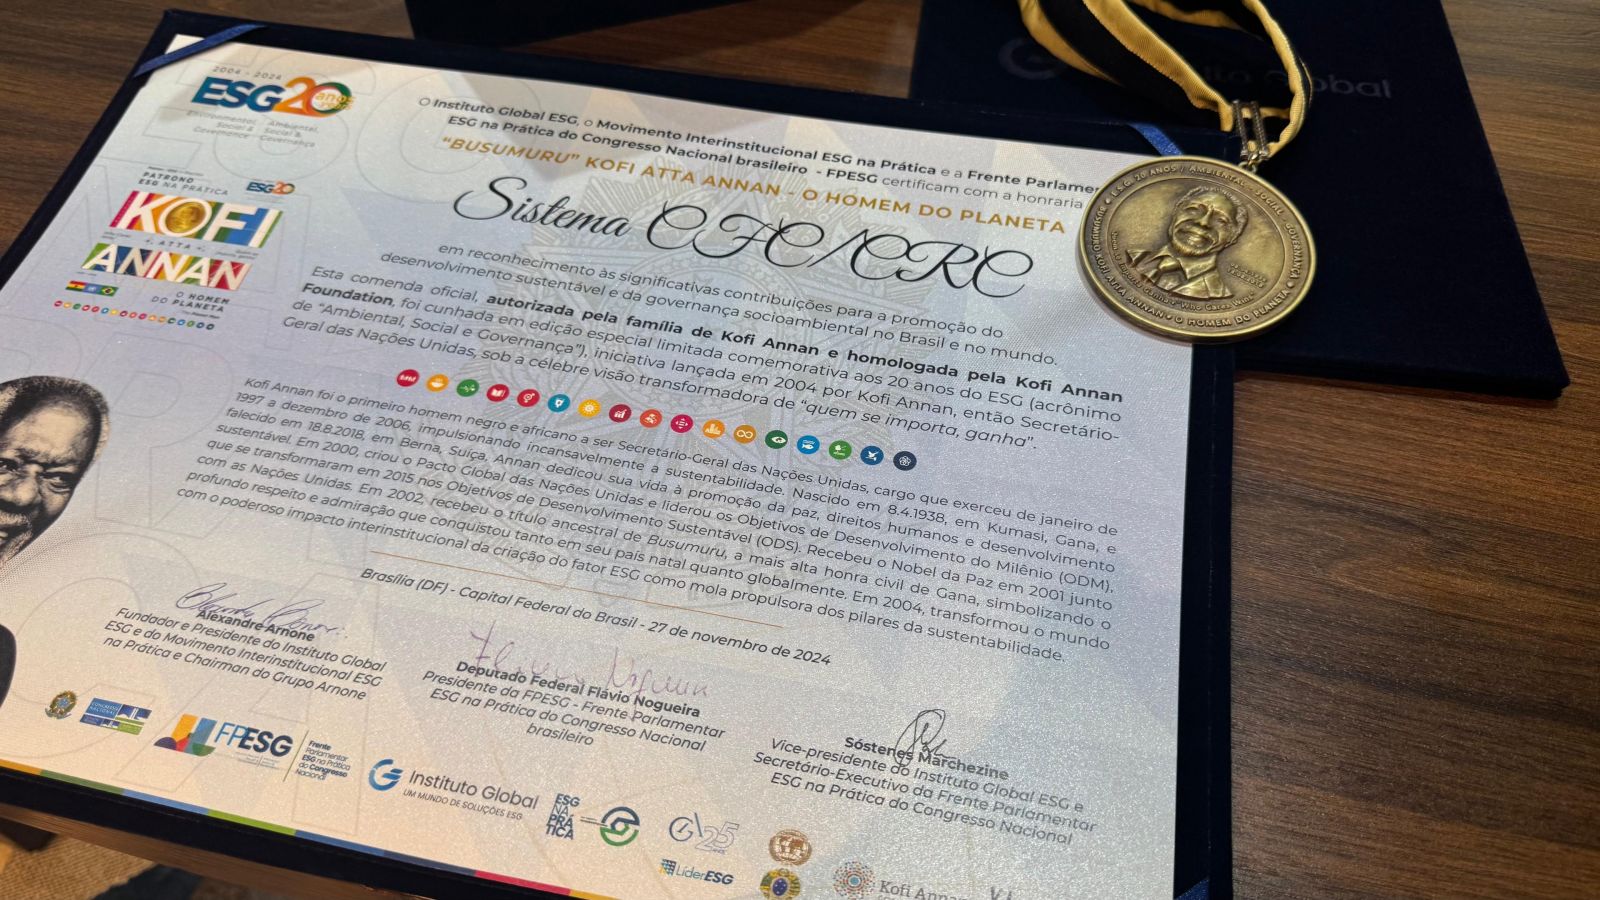 2004 - 2024
ESG20 anos
Environmental, Social & Governance
Ambiental, Social & Governança
PATRONO
ESG NA PRÁTICA
ESG20
KOFI
ATTA
ANNAN
O HOMEM
DO PLANETA
O Instituto Global ESG, o Movimento Interinstitucional ESG na Prática e a Frente Parlamen
ESG na Prática do Congresso Nacional brasileiro - FPESG certificam com a honraria
"BUSUMURU" KOFI ATTA ANNAN - O HOMEM DO PLANETA
Sistema CFC/CRC
em reconhecimento às significativas contribuições para a promoção do
desenvolvimento sustentável e da governança socioambiental no Brasil e no mundo.
Esta comenda oficial, autorizada pela família de Kofi Annan e homologada pela Kofi Annan
Foundation, foi cunhada em edição especial limitada comemorativa aos 20 anos do ESG (acrônimo
de "Ambiental, Social e Governança"), iniciativa lançada em 2004 por Kofi Annan, então Secretário-
Geral das Nações Unidas, sob a célebre visão transformadora de "quem se importa, ganha".
Kofi Annan foi o primeiro homem negro e africano a ser Secretário-Geral das Nações Unidas, cargo que exerceu de janeiro de
1997 a dezembro de 2006, impulsionando incansavelmente a sustentabilidade. Nascido em 8.4.1938, em Kumasi, Gana, e
falecido em 18.8.2018, em Berna, Suíça, Annan dedicou sua vida à promoção da paz, direitos humanos e desenvolvimento
sustentável. Em 2000, criou o Pacto Global das Nações Unidas e liderou os Objetivos de Desenvolvimento do Milênio (ODM),
que se transformaram em 2015 nos Objetivos de Desenvolvimento Sustentável (ODS). Recebeu o Nobel da Paz em 2001 junto
com as Nações Unidas. Em 2002, recebeu o título ancestral de Busumuru, a mais alta honra civil de Gana, simbolizando o
profundo respeito e admiração que conquistou tanto em seu país natal quanto globalmente. Em 2004, transformou o mundo
com o poderoso impacto interinstitucional da criação do fator ESG como mola propulsora dos pilares da sustentabilidade.
Brasília (DF) - Capital Federal do Brasil - 27 de novembro de 2024
Alexandre Arnone
Fundador e Presidente do Instituto Global
ESG e do Movimento Interinstitucional ESG
na Prática e Chairman do Grupo Arnone
Deputado Federal Flávio Nogueira
Presidente da FPESG - Frente Parlamentar
ESG na Prática do Congresso Nacional
brasileiro
Sóstenes Marchezine
Vice-presidente do Instituto Global ESG e
Secretário-Executivo da Frente Parlamentar
ESG na Prática do Congresso Nacional
CONGRESSO
NACIONAL
FPESG
Frente
Parlamentar
ESG na Prática
do Congresso
Nacional
Instituto Global
UM MUNDO DE SOLUÇÕES ESG
ESG
NA
PRÁ
TICA
25
LíderESG
Kofi Ann
E.S.G. 20 ANOS / AMBIENTAL - SOCIAL - GOVERNANÇA
BUSUMURU KOFI ATTA ANNAN • O HOMEM DO PLANETA
"Who Cares Win"
Global